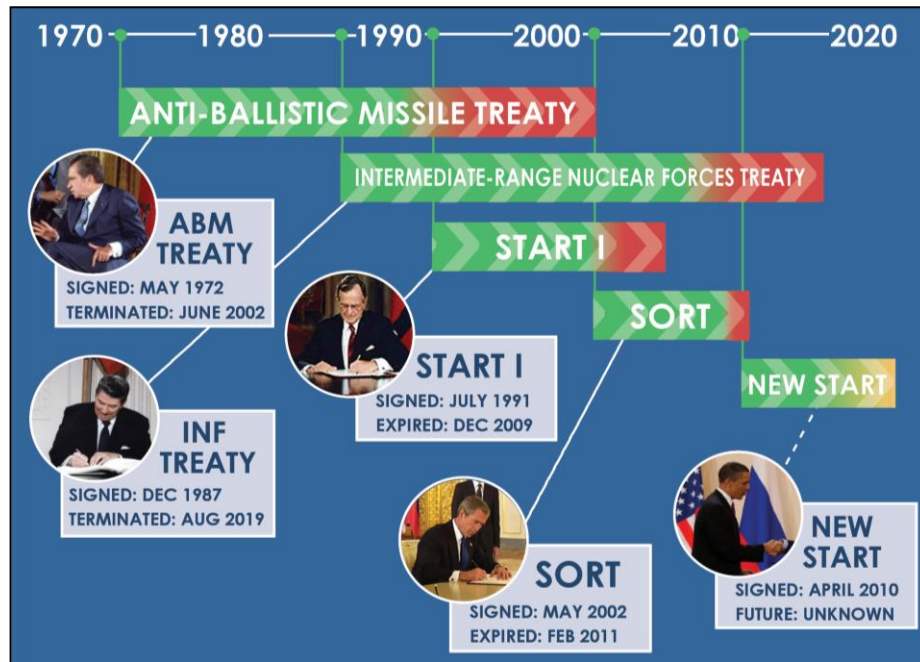 1970 1980 1990 2000 2010 2020
ANTI-BALLISTIC MISSILE TREATY
INTERMEDIATE-RANGE NUCLEAR FORCES TREATY
START I
SORT
NEW START
ABM
TREATY
SIGNED: MAY 1972
TERMINATED: JUNE 2002
INF
TREATY
SIGNED: DEC 1987
TERMINATED: AUG 2019
START I
SIGNED: JULY 1991
EXPIRED: DEC 2009
SORT
SIGNED: MAY 2002
EXPIRED: FEB 2011
NEW
START
SIGNED: APRIL 2010
FUTURE: UNKNOWN